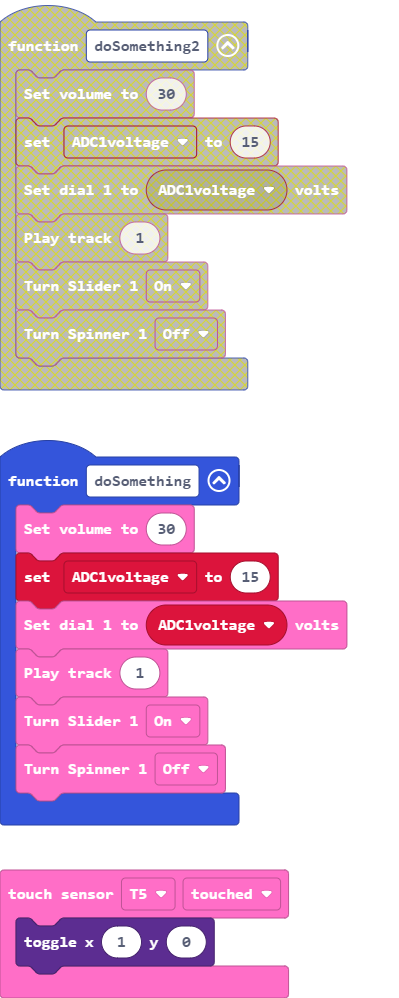 function doSomething2
Set volume to 30
set ADC1voltage to 15
Set dial 1 to ADC1voltage volts
Play track 1
Turn Slider 1 On
Turn Spinner 1 Off
function doSomething
Set volume to 30
set ADC1voltage to 15
Set dial 1 to ADC1voltage volts
Play track 1
Turn Slider 1 On
Turn Spinner 1 Off
touch sensor T5 touched
toggle x 1 y 0